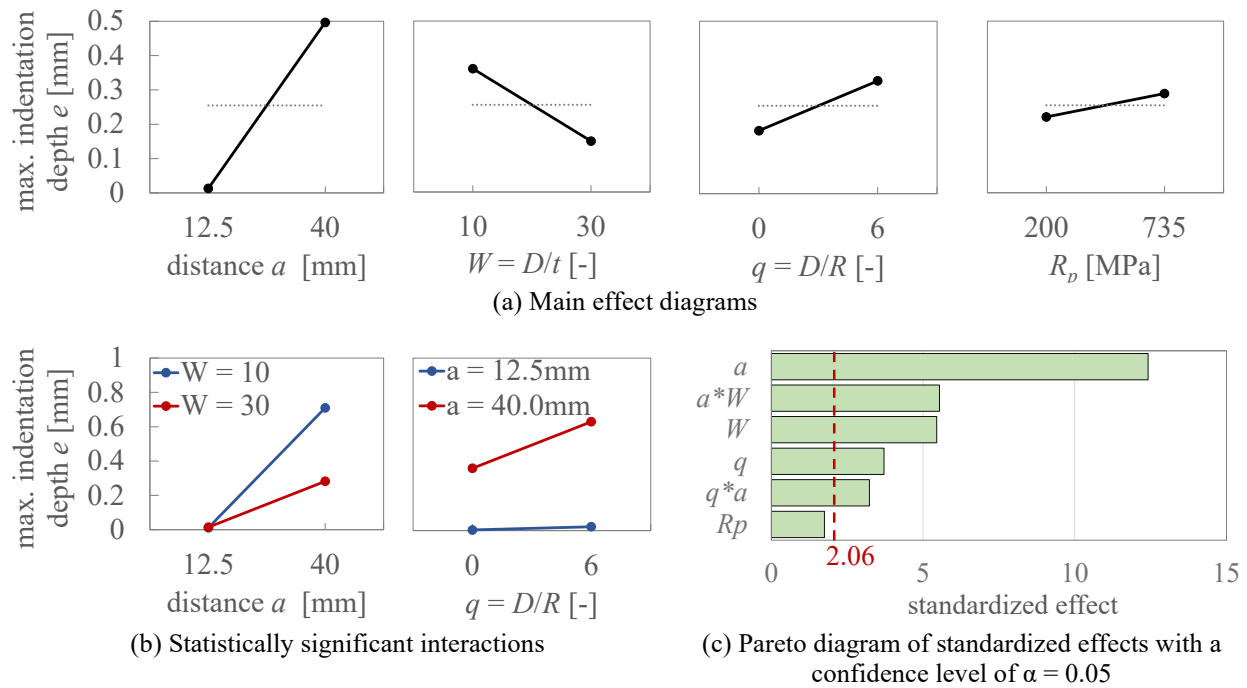 max. indentation
depth e [mm]
0.5
0.4
0.3
0.2
0.1
0
12.5 40
distance a [mm]
10 30
W = D/t [-]
0 6
q = D/R [-]
200 735
Rp [MPa]
(a) Main effect diagrams
max. indentation
depth e [mm]
1
0.8
0.6
0.4
0.2
0
W = 10
W = 30
12.5 40
distance a [mm]
a = 12.5mm
a = 40.0mm
0 6
q = D/R [-]
(b) Statistically significant interactions
a
a*W
W
q
q*a
Rp
2.06
0 5 10 15
standardized effect
(c) Pareto diagram of standardized effects with a
confidence level of α = 0.05